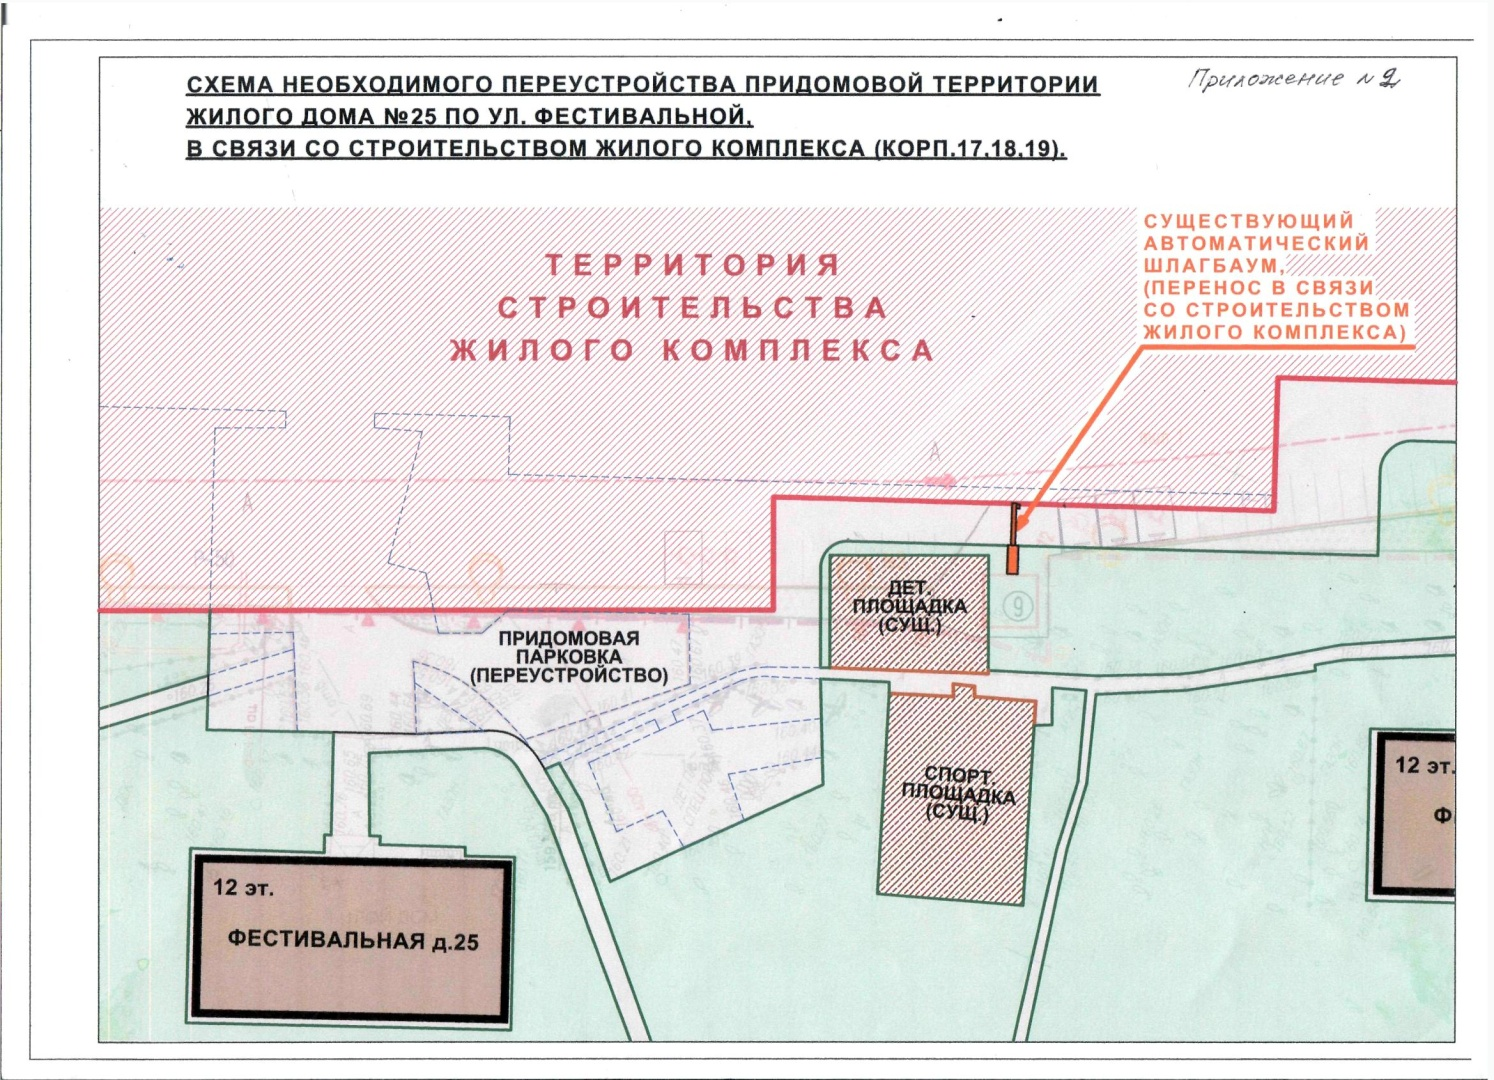 СХЕМА НЕОБХОДИМОГО ПЕРЕУСТРОЙСТВА ПРИДОМОВОЙ ТЕРРИТОРИИ
ЖИЛОГО ДОМА №25 ПО УЛ. ФЕСТИВАЛЬНОЙ,
В СВЯЗИ СО СТРОИТЕЛЬСТВОМ ЖИЛОГО КОМПЛЕКСА (КОРП.17,18,19).
Приложение №2
ТЕРРИТОРИЯ
СТРОИТЕЛЬСТВА
ЖИЛОГО КОМПЛЕКСА
СУЩЕСТВУЮЩИЙ
АВТОМАТИЧЕСКИЙ
ШЛАГБАУМ,
(ПЕРЕНОС В СВЯЗИ
СО СТРОИТЕЛЬСТВОМ
ЖИЛОГО КОМПЛЕКСА)
А
А
ДЕТ.
ПЛОЩАДКА
(СУЩ.)
9
ПРИДОМОВАЯ
ПАРКОВКА
(ПЕРЕУСТРОЙСТВО)
СПОРТ.
ПЛОЩАДКА
(СУЩ.)
12 эт.
Ф
12 эт.
ФЕСТИВАЛЬНАЯ д.25